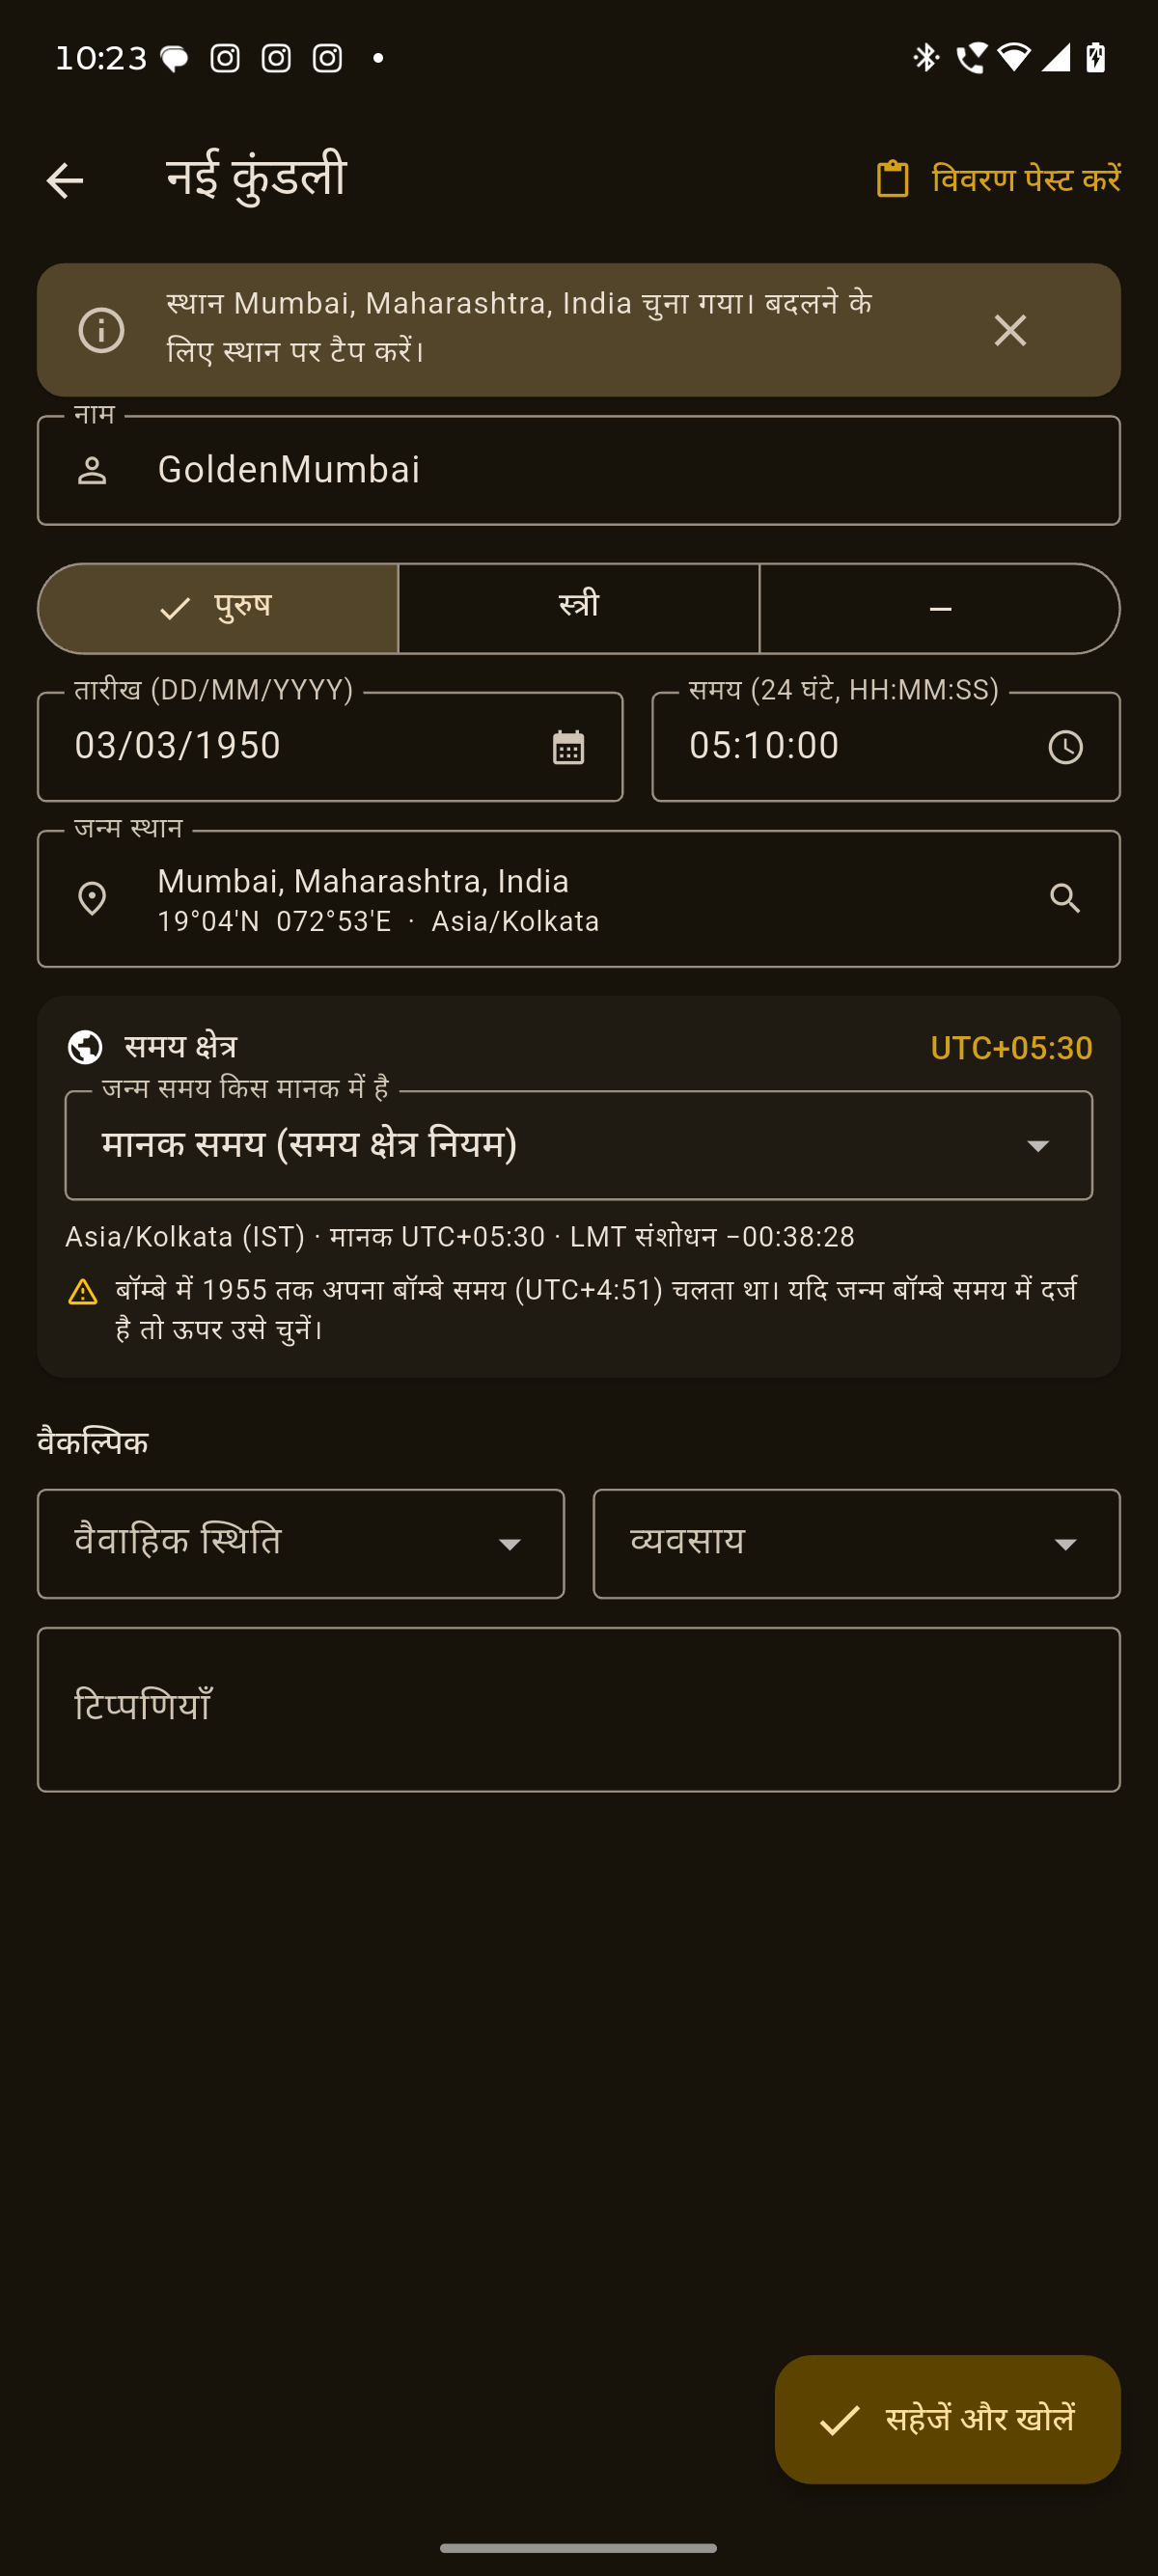 10:23
नई कुंडली
विवरण पेस्ट करें
स्थान Mumbai, Maharashtra, India चुना गया। बदलने के
लिए स्थान पर टैप करें।
नाम
GoldenMumbai
पुरुष
स्त्री
–
तारीख (DD/MM/YYYY)
समय (24 घंटे, HH:MM:SS)
03/03/1950
05:10:00
जन्म स्थान
Mumbai, Maharashtra, India
19°04'N 072°53'E · Asia/Kolkata
समय क्षेत्र
UTC+05:30
जन्म समय किस मानक में है
मानक समय (समय क्षेत्र नियम)
Asia/Kolkata (IST) · मानक UTC+05:30 · LMT संशोधन −00:38:28
बॉम्बे में 1955 तक अपना बॉम्बे समय (UTC+4:51) चलता था। यदि जन्म बॉम्बे समय में दर्ज
है तो ऊपर उसे चुनें।
वैकल्पिक
वैवाहिक स्थिति
व्यवसाय
टिप्पणियाँ
सहेजें और खोलें